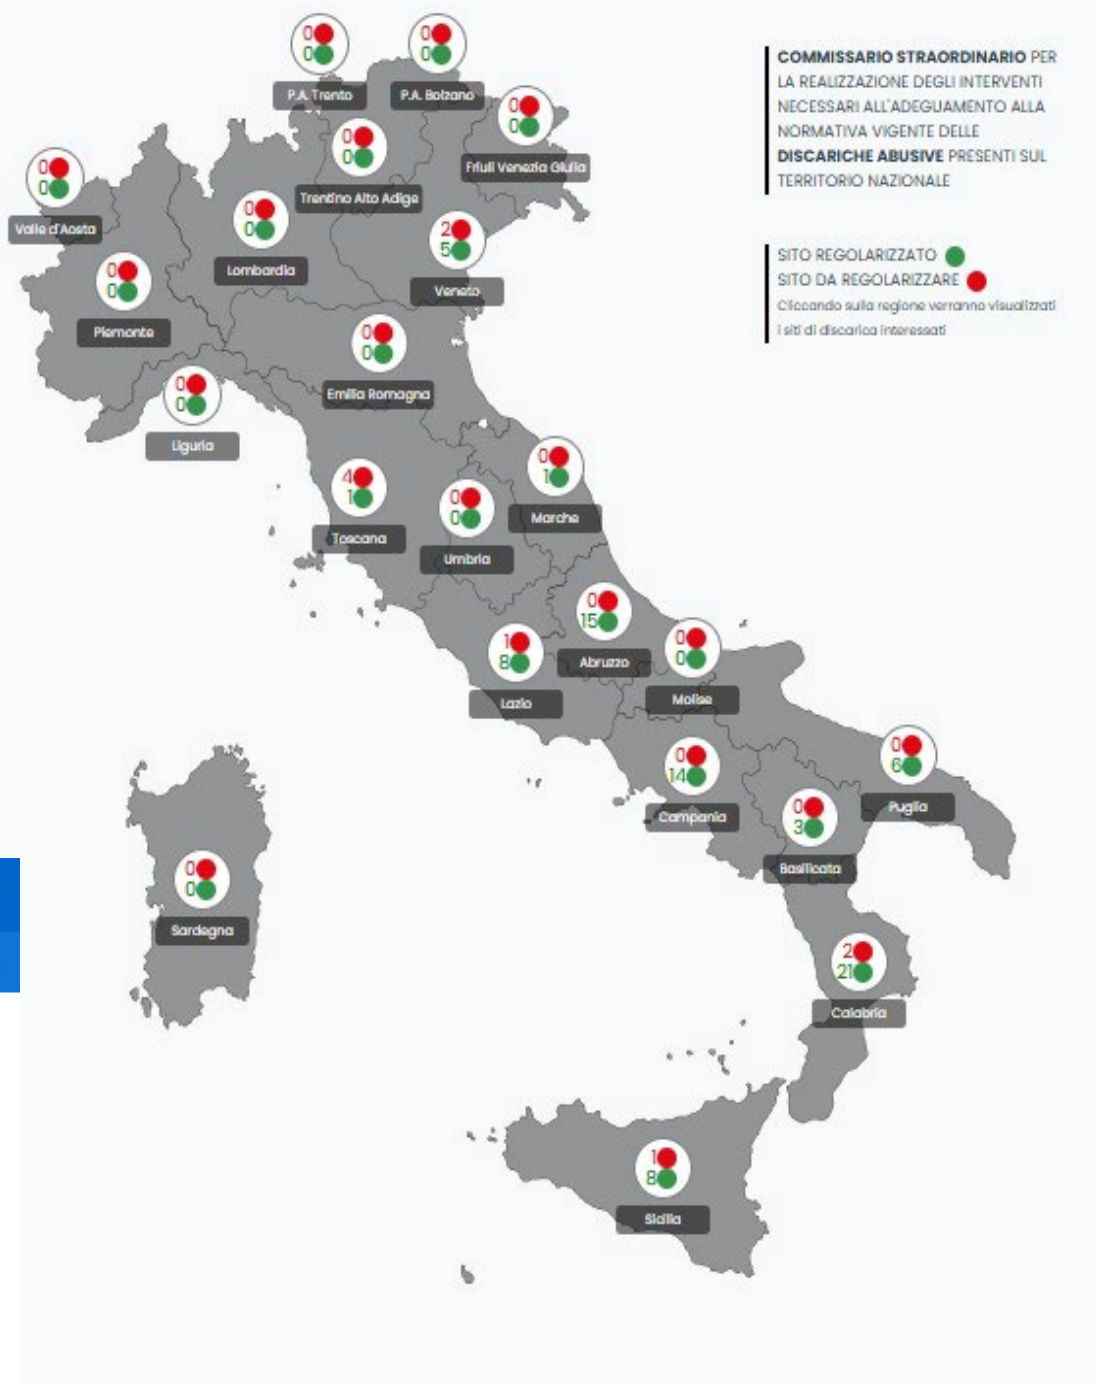 0
0
P.A. Trento
0
0
P.A. Bolzano
0
0
Friuli Venezia Giulia
0
0
Trentino Alto Adige
0
0
Valle d'Aosta
0
0
Lombardia
2
5
Veneto
0
0
Piemonte
0
0
Emilia Romagna
0
0
Liguria
4
1
Toscana
0
0
Umbria
0
1
Marche
0
15
Abruzzo
1
8
Lazio
0
0
Molise
0
14
Campania
0
6
Puglia
0
3
Basilicata
0
0
Sardegna
2
21
Calabria
1
8
Sicilia
COMMISSARIO STRAORDINARIO PER
LA REALIZZAZIONE DEGLI INTERVENTI
NECESSARI ALL'ADEGUAMENTO ALLA
NORMATIVA VIGENTE DELLE
DISCARICHE ABUSIVE PRESENTI SUL
TERRITORIO NAZIONALE
SITO REGOLARIZZATO
SITO DA REGOLARIZZARE
Cliccando sulla regione verranno visualizzati
i siti di discarica interessati